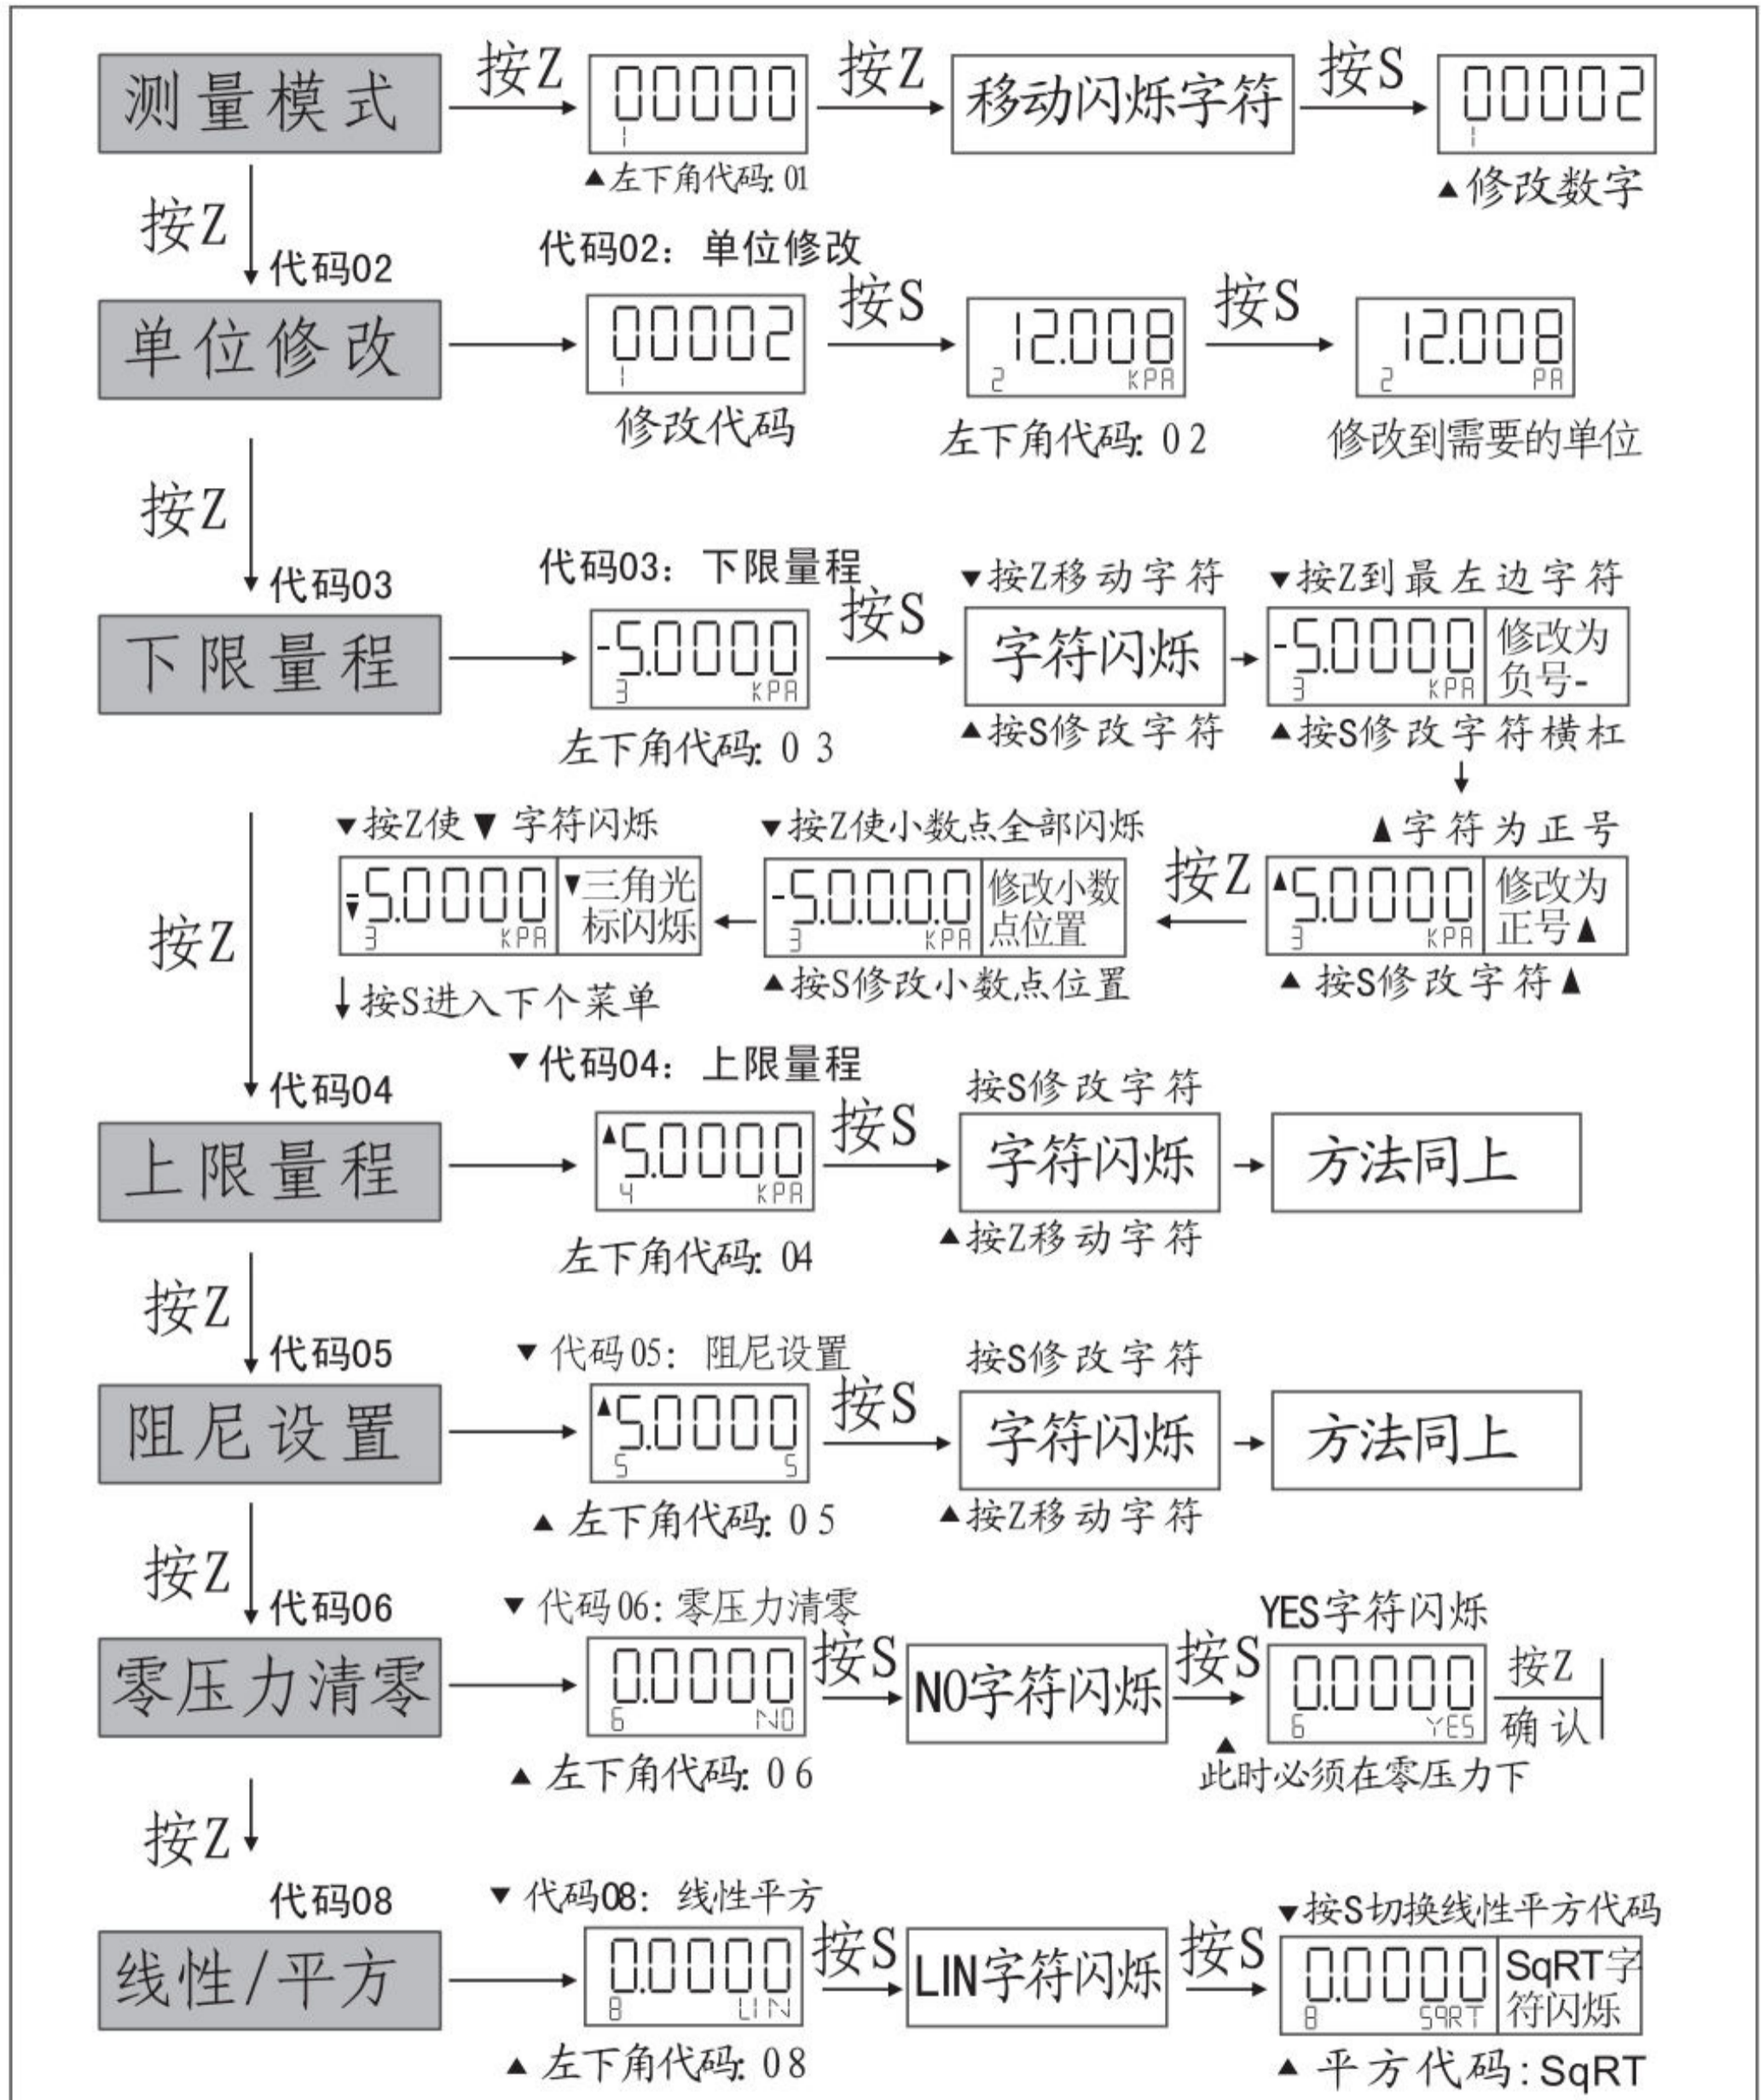 测量模式 按Z 00000 按Z 移动闪烁字符 按S 00002
1 1
▲左下角代码: 01 ▲修改数字
按Z
代码02 代码02：单位修改
单位修改 00002 按S 12.008 按S 12.008
1 2 KPA 2 PA
修改代码 左下角代码: 02 修改到需要的单位
按Z
代码03 代码03：下限量程 ▼按Z移动字符 ▼按Z到最左边字符
下限量程 -5.0000 按S 字符闪烁 -5.0000 修改为
3 KPA 3 KPA 负号-
左下角代码: 03 ▲按S修改字符 ▲按S修改字符横杠
▼按Z使▼字符闪烁 ▼按Z使小数点全部闪烁 ▲字符为正号
-5.0000 ▼三角光 -5.0.0.0.0 修改小数 按Z ▲5.0000 修改为
▼ 3 KPA 标闪烁 3 KPA 点位置 3 KPA 正号▲
按Z
↓按S进入下个菜单 ▲按S修改小数点位置 ▲按S修改字符▲
代码04 ▼代码04：上限量程 按S修改字符
上限量程 ▲5.0000 按S 字符闪烁 方法同上
4 KPA
左下角代码: 04 ▲按Z移动字符
按Z
代码05 ▼代码05：阻尼设置 按S修改字符
阻尼设置 ▲5.0000 按S 字符闪烁 方法同上
5 S
▲左下角代码: 05 ▲按Z移动字符
按Z
代码06 ▼代码06：零压力清零 YES字符闪烁
零压力清零 0.0000 按S NO字符闪烁 按S 0.0000 按Z
6 NO 6 YES 确认
▲左下角代码: 06 ▲此时必须在零压力下
按Z
代码08 ▼代码08：线性平方 ▼按S切换线性平方代码
线性/平方 0.0000 按S LIN字符闪烁 按S 0.0000 SqRT字
8 LIN 8 SQRT 符闪烁
▲左下角代码: 08 ▲平方代码:SqRT